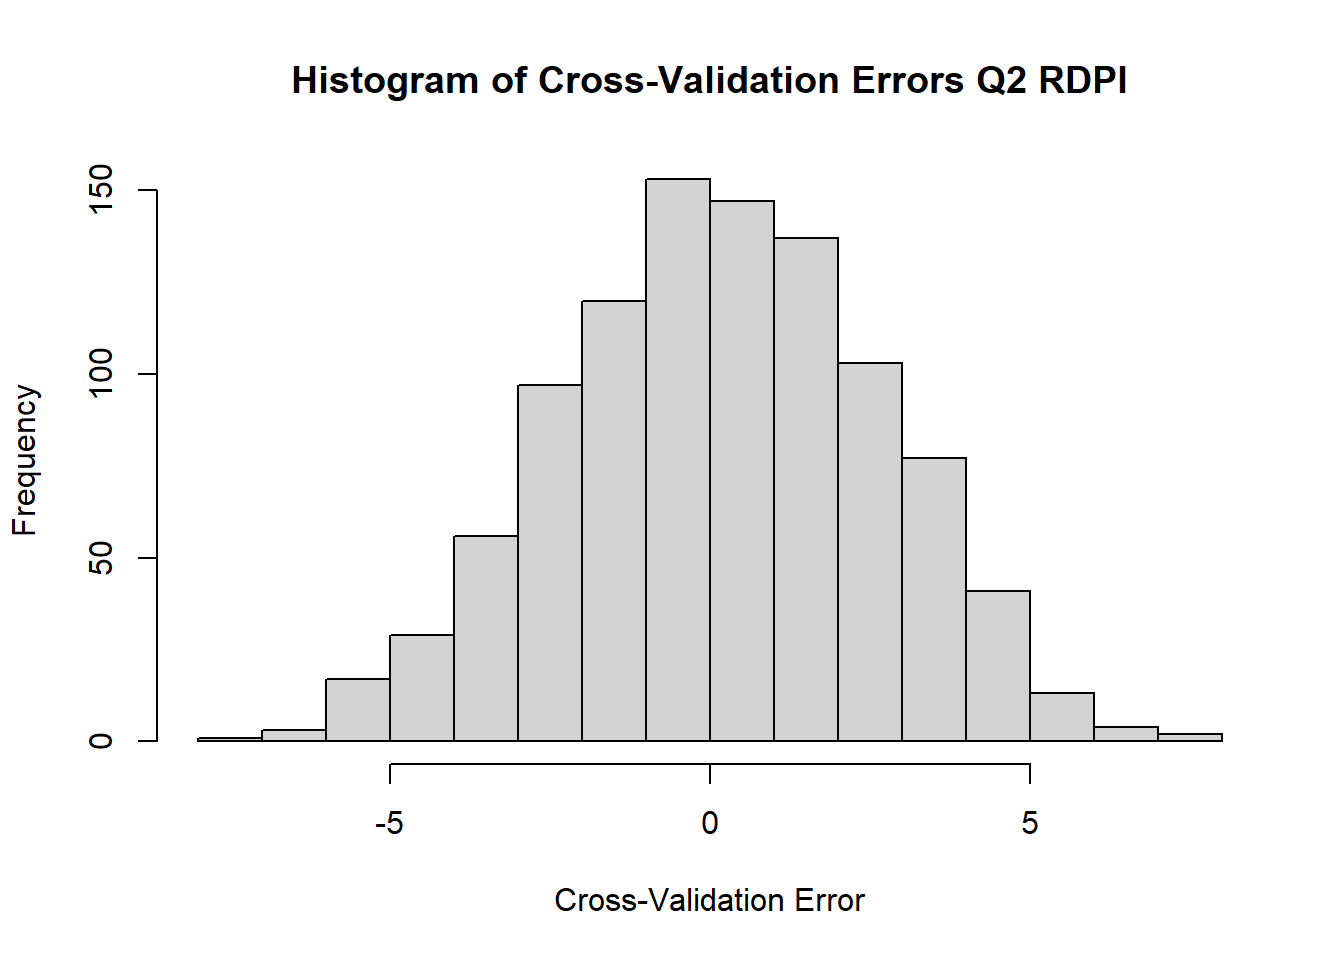 Histogram of Cross-Validation Errors Q2 RDPI
150
100
50
0
Frequency
-5 0 5
Cross-Validation Error